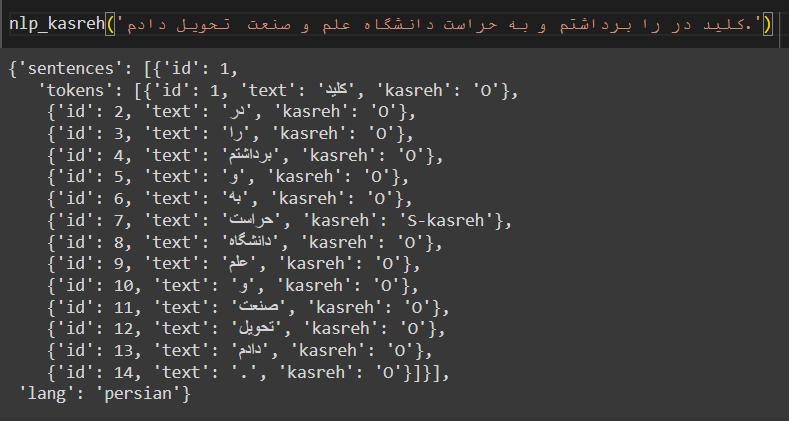 nlp_kasreh('کلید در را برداشتم و به حراست دانشگاه علم و صنعت  تحویل دادم.')
{'sentences': [{'id': 1,
   'tokens': [{'id': 1, 'text': 'کلید', 'kasreh': 'O'},
    {'id': 2, 'text': 'در', 'kasreh': 'O'},
    {'id': 3, 'text': 'را', 'kasreh': 'O'},
    {'id': 4, 'text': 'برداشتم', 'kasreh': 'O'},
    {'id': 5, 'text': 'و', 'kasreh': 'O'},
    {'id': 6, 'text': 'به', 'kasreh': 'O'},
    {'id': 7, 'text': 'حراست', 'kasreh': 'S-kasreh'},
    {'id': 8, 'text': 'دانشگاه', 'kasreh': 'O'},
    {'id': 9, 'text': 'علم', 'kasreh': 'O'},
    {'id': 10, 'text': 'و', 'kasreh': 'O'},
    {'id': 11, 'text': 'صنعت', 'kasreh': 'O'},
    {'id': 12, 'text': 'تحویل', 'kasreh': 'O'},
    {'id': 13, 'text': 'دادم', 'kasreh': 'O'},
    {'id': 14, 'text': '.', 'kasreh': 'O'}]}],
 'lang': 'persian'}